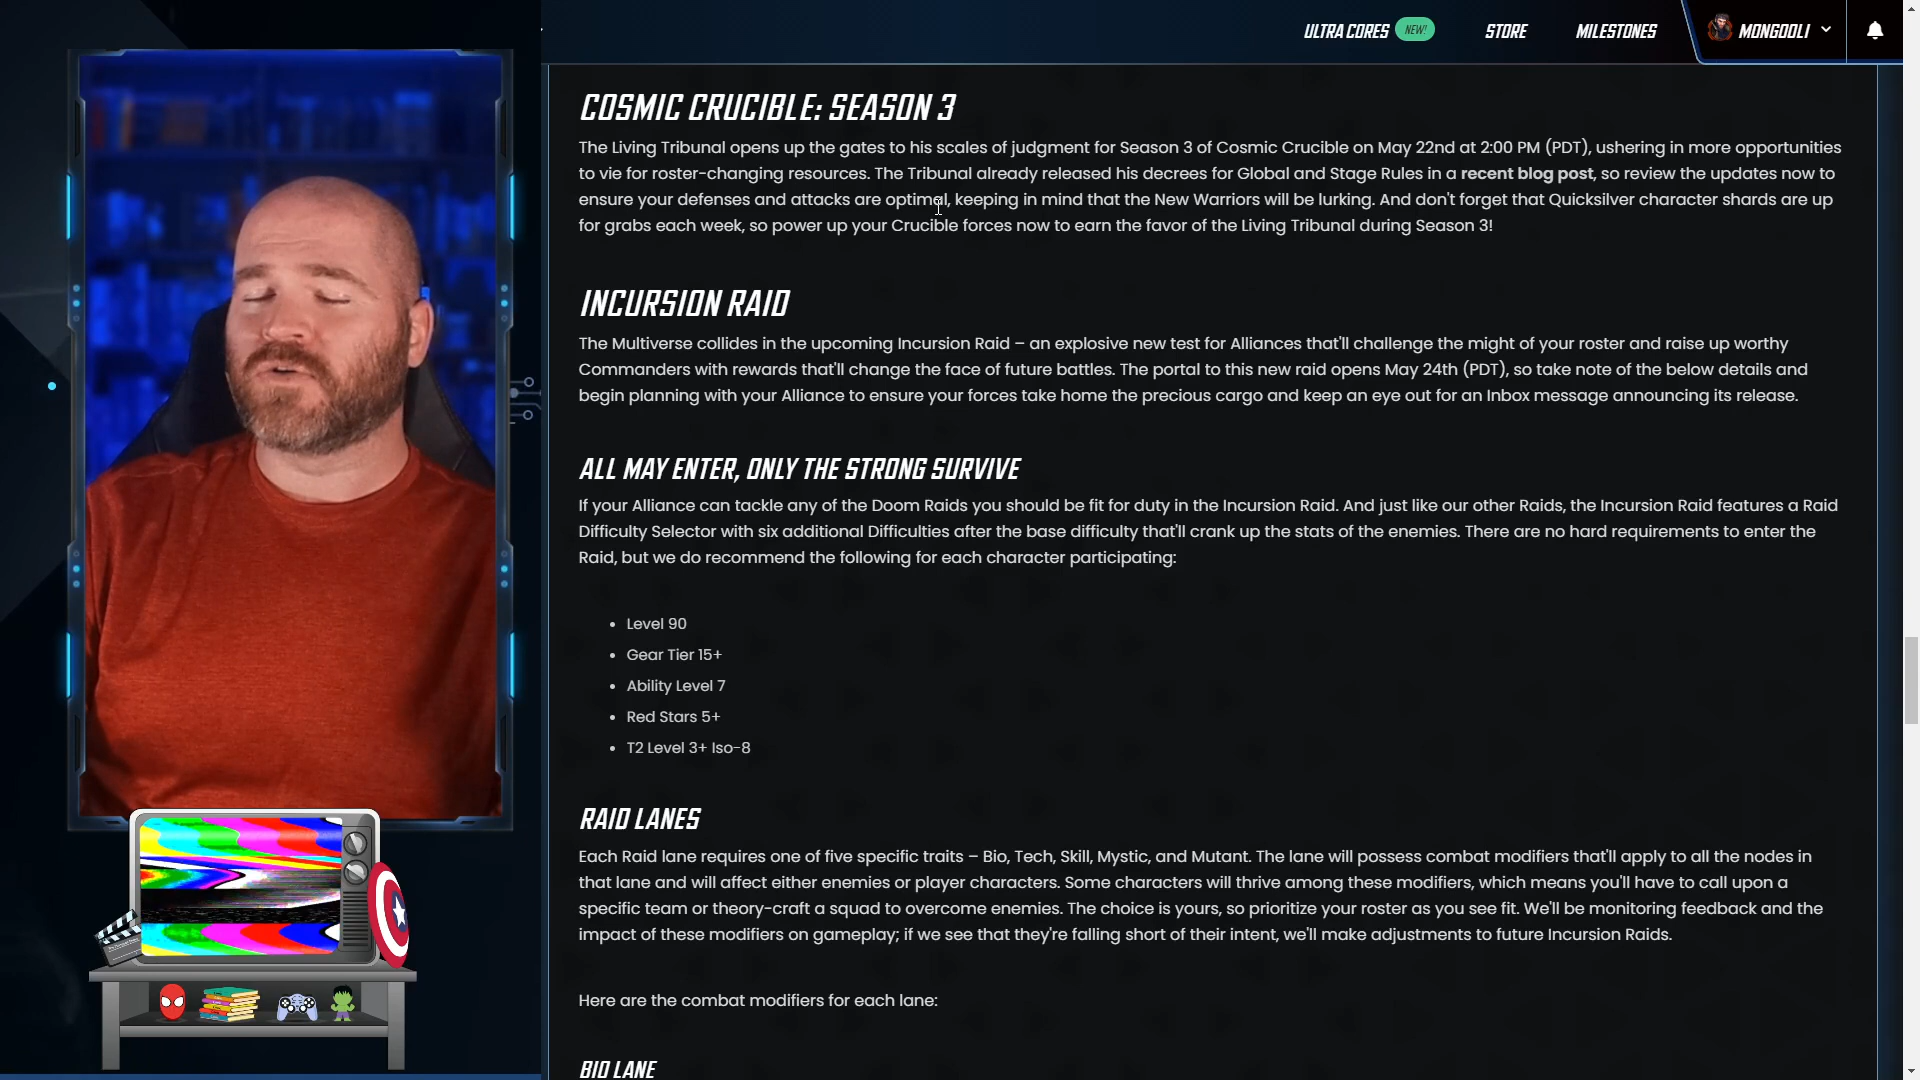 ULTRA CORES NEW! STORE MILESTONES MONGOOLI
COSMIC CRUCIBLE: SEASON 3
The Living Tribunal opens up the gates to his scales of judgment for Season 3 of Cosmic Crucible on May 22nd at 2:00 PM (PDT), ushering in more opportunities
to vie for roster-changing resources. The Tribunal already released his decrees for Global and Stage Rules in a recent blog post, so review the updates now to
ensure your defenses and attacks are optimal, keeping in mind that the New Warriors will be lurking. And don't forget that Quicksilver character shards are up
for grabs each week, so power up your Crucible forces now to earn the favor of the Living Tribunal during Season 3!
INCURSION RAID
The Multiverse collides in the upcoming Incursion Raid – an explosive new test for Alliances that'll challenge the might of your roster and raise up worthy
Commanders with rewards that'll change the face of future battles. The portal to this new raid opens May 24th (PDT), so take note of the below details and
begin planning with your Alliance to ensure your forces take home the precious cargo and keep an eye out for an Inbox message announcing its release.
ALL MAY ENTER, ONLY THE STRONG SURVIVE
If your Alliance can tackle any of the Doom Raids you should be fit for duty in the Incursion Raid. And just like our other Raids, the Incursion Raid features a Raid
Difficulty Selector with six additional Difficulties after the base difficulty that'll crank up the stats of the enemies. There are no hard requirements to enter the
Raid, but we do recommend the following for each character participating:
• Level 90
• Gear Tier 15+
• Ability Level 7
• Red Stars 5+
• T2 Level 3+ Iso-8
RAID LANES
Each Raid lane requires one of five specific traits – Bio, Tech, Skill, Mystic, and Mutant. The lane will possess combat modifiers that'll apply to all the nodes in
that lane and will affect either enemies or player characters. Some characters will thrive among these modifiers, which means you'll have to call upon a
specific team or theory-craft a squad to overcome enemies. The choice is yours, so prioritize your roster as you see fit. We'll be monitoring feedback and the
impact of these modifiers on gameplay; if we see that they're falling short of their intent, we'll make adjustments to future Incursion Raids.
Here are the combat modifiers for each lane:
BIO LANE